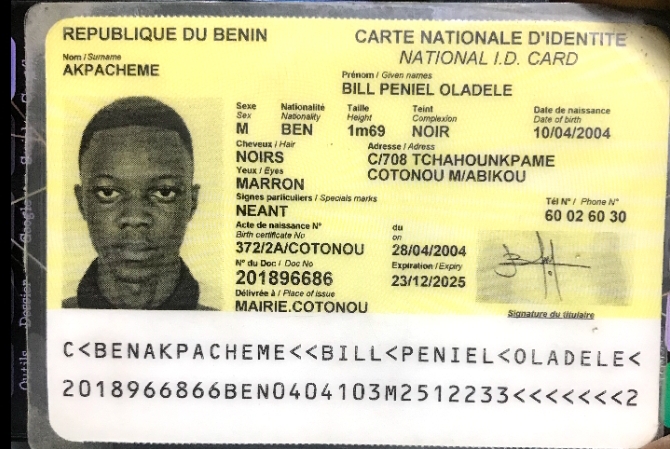 REPUBLIQUE DU BENIN
CARTE NATIONALE D'IDENTITE
NATIONAL I.D. CARD
Nom / Surname
AKPACHEME
Prénom / Given names
BILL PENIEL OLADELE
Sexe Nationalité Taille Teint Date de naissance
Sex Nationality Height Complexion Date of birth
M BEN 1m69 NOIR 10/04/2004
Cheveux / Hair Adresse / Adress
NOIRS C/708 TCHAHOUNKPAME
Yeux / Eyes COTONOU M/ABIKOU
MARRON
Signes particuliers / Specials marks Tél N° / Phone N°
NEANT 60 02 60 30
Acte de naissance N° du
Birth certificate No on
372/2A/COTONOU 28/04/2004
N° du Doc / Doc No Expiration / Expiry
201896686 23/12/2025
Délivrée à / Place of issue
MAIRIE.COTONOU
Signature du titulaire
C<BENAKPACHEME<<BILL<PENIEL<OLADELE<
2018966866BEN0404103M2512233<<<<<<<2
Outils Dossier Google